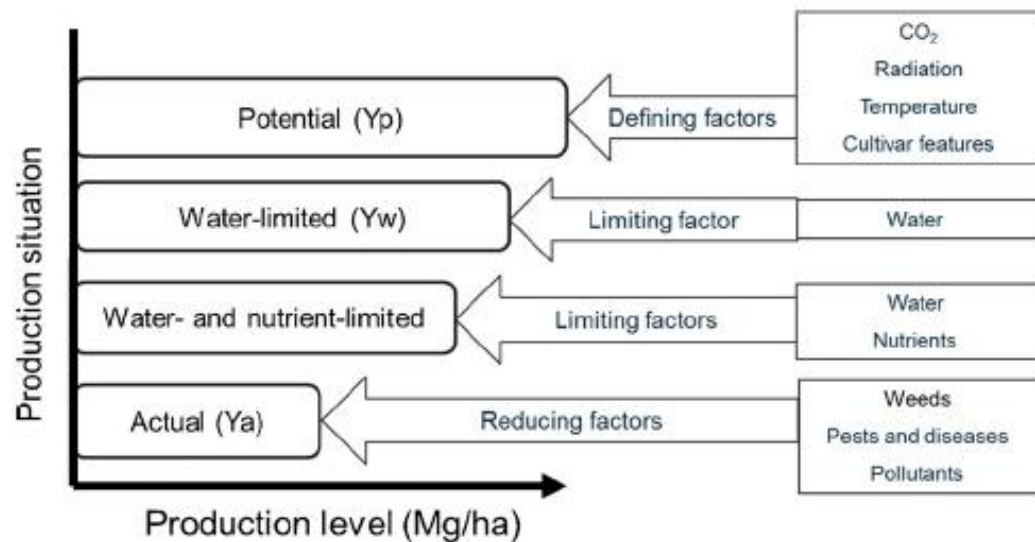 Production situation
Potential (Yp)
Defining factors
CO₂
Radiation
Temperature
Cultivar features
Water-limited (Yw)
Limiting factor
Water
Water- and nutrient-limited
Limiting factors
Water
Nutrients
Actual (Ya)
Reducing factors
Weeds
Pests and diseases
Pollutants
Production level (Mg/ha)